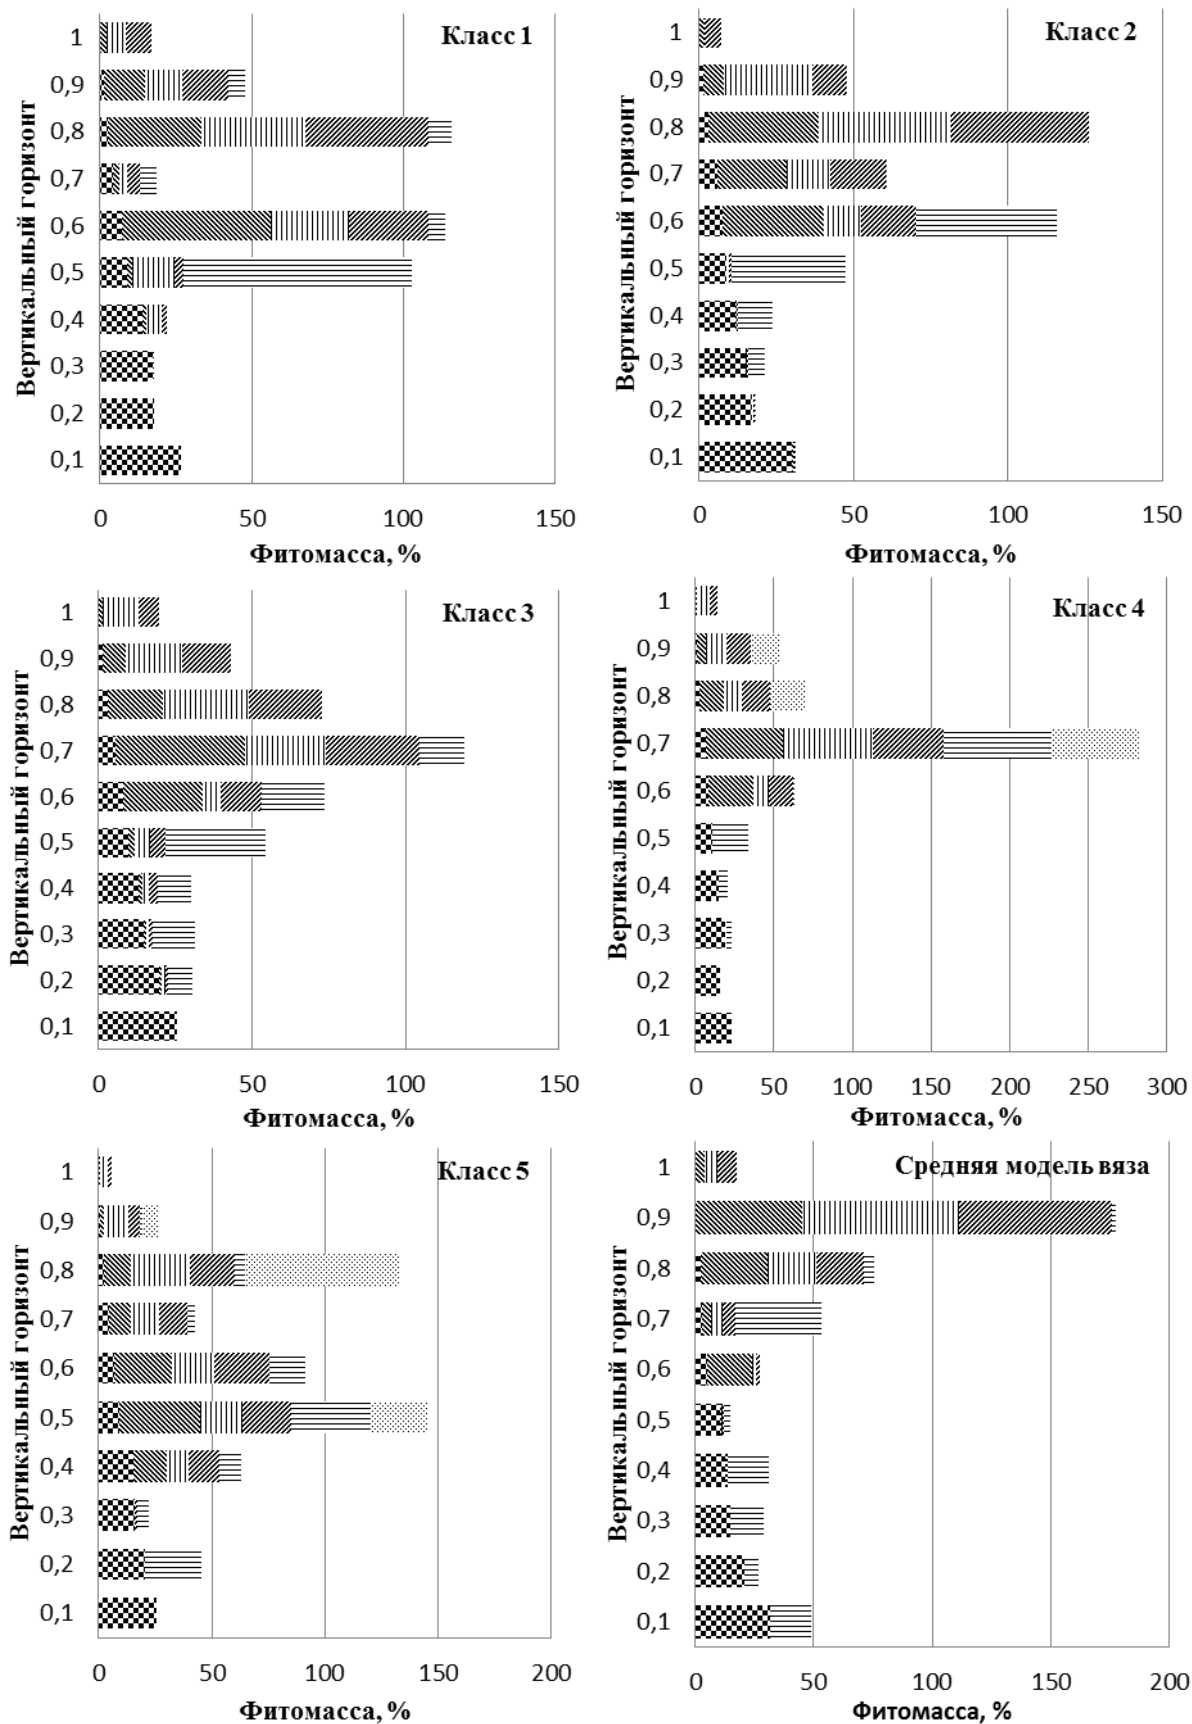 Класс 1
Вертикальный горизонт
1
0,9
0,8
0,7
0,6
0,5
0,4
0,3
0,2
0,1
0 50 100 150
Фитомасса, %
Класс 2
Вертикальный горизонт
1
0,9
0,8
0,7
0,6
0,5
0,4
0,3
0,2
0,1
0 50 100 150
Фитомасса, %
Класс 3
Вертикальный горизонт
1
0,9
0,8
0,7
0,6
0,5
0,4
0,3
0,2
0,1
0 50 100 150
Фитомасса, %
Класс 4
Вертикальный горизонт
1
0,9
0,8
0,7
0,6
0,5
0,4
0,3
0,2
0,1
0 50 100 150 200 250 300
Фитомасса, %
Класс 5
Вертикальный горизонт
1
0,9
0,8
0,7
0,6
0,5
0,4
0,3
0,2
0,1
0 50 100 150 200
Фитомасса, %
Средняя модель вяза
Вертикальный горизонт
1
0,9
0,8
0,7
0,6
0,5
0,4
0,3
0,2
0,1
0 50 100 150 200
Фитомасса, %